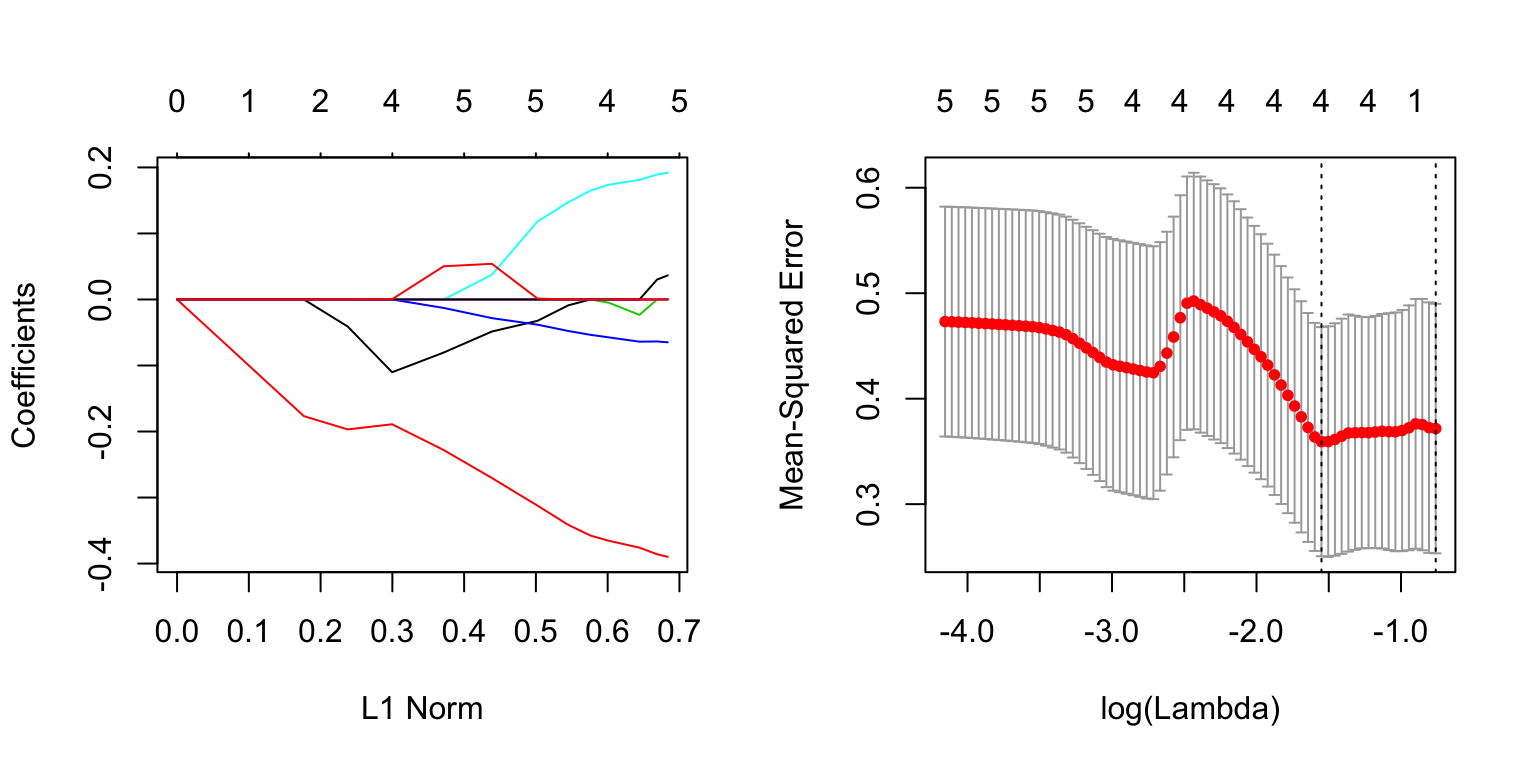 0 1 2 4 5 5 4 5
0.2
0.0
-0.2
-0.4
Coefficients
0.0 0.1 0.2 0.3 0.4 0.5 0.6 0.7
L1 Norm
5 5 5 5 4 4 4 4 4 4 1
0.6
0.5
0.4
0.3
Mean-Squared Error
-4.0 -3.0 -2.0 -1.0
log(Lambda)